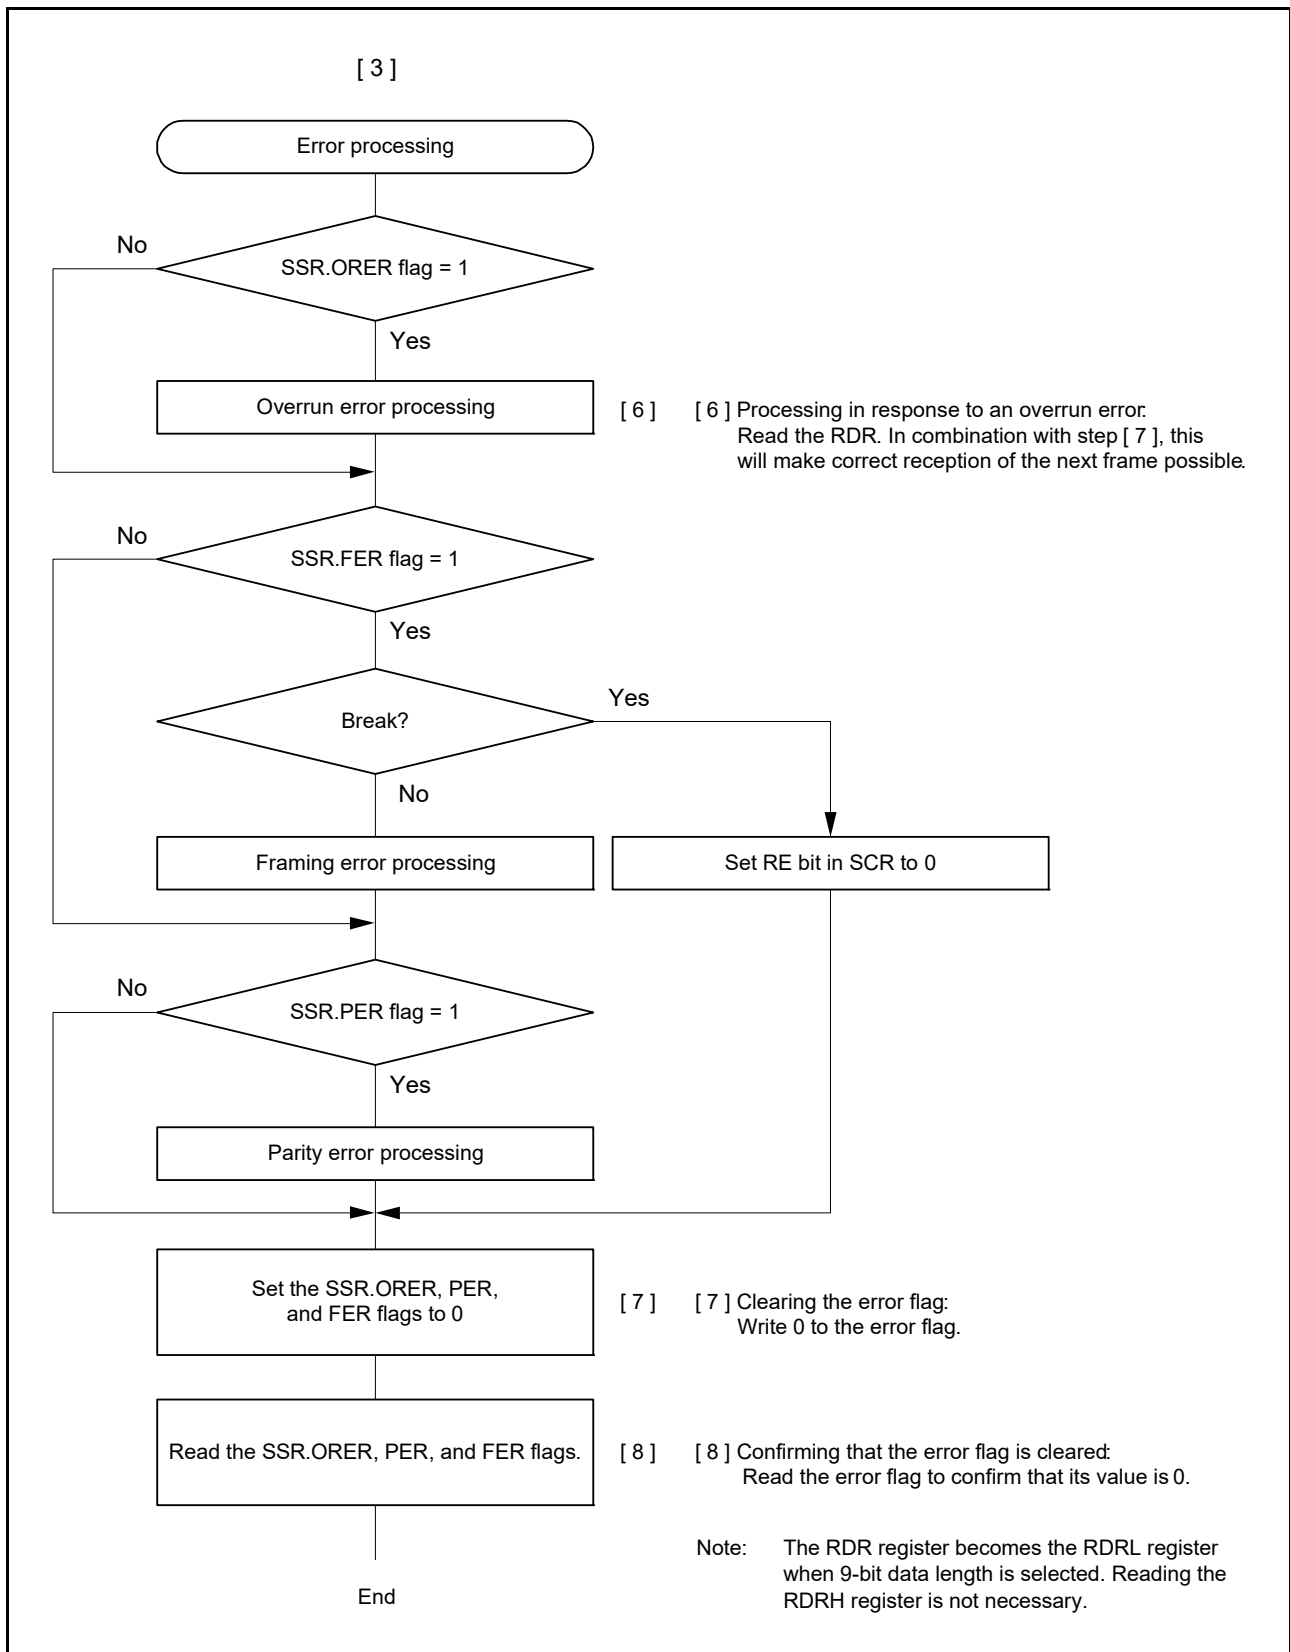 [ 3 ]
Error processing
No
SSR.ORER flag = 1
Yes
Overrun error processing
[ 6 ]
[ 6 ] Processing in response to an overrun error:
Read the RDR. In combination with step [ 7 ], this
will make correct reception of the next frame possible.
No
SSR.FER flag = 1
Yes
Break?
Yes
No
Framing error processing
Set RE bit in SCR to 0
No
SSR.PER flag = 1
Yes
Parity error processing
Set the SSR.ORER, PER,
and FER flags to 0
[ 7 ]
[ 7 ] Clearing the error flag:
Write 0 to the error flag.
Read the SSR.ORER, PER, and FER flags.
[ 8 ]
[ 8 ] Confirming that the error flag is cleared:
Read the error flag to confirm that its value is 0.
Note: The RDR register becomes the RDRL register
when 9-bit data length is selected. Reading the
RDRH register is not necessary.
End